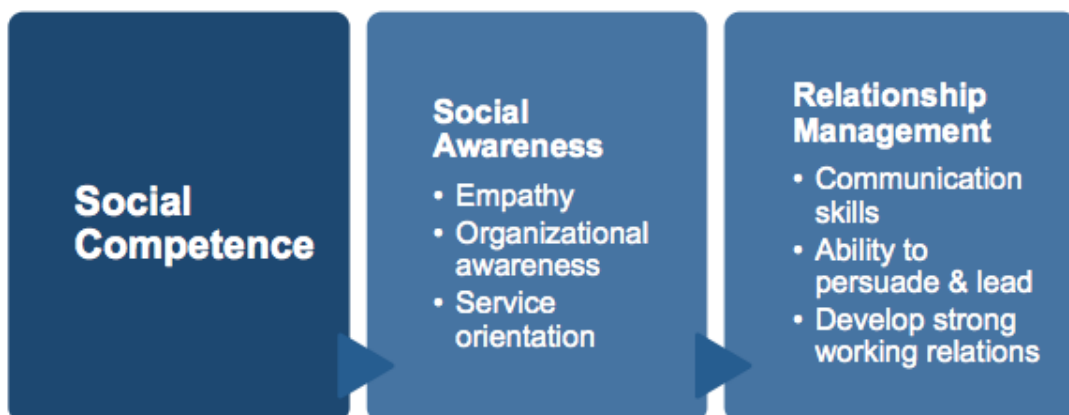 Social
Competence
Social
Awareness
• Empathy
• Organizational
awareness
• Service
orientation
Relationship
Management
• Communication
skills
• Ability to
persuade & lead
• Develop strong
working relations